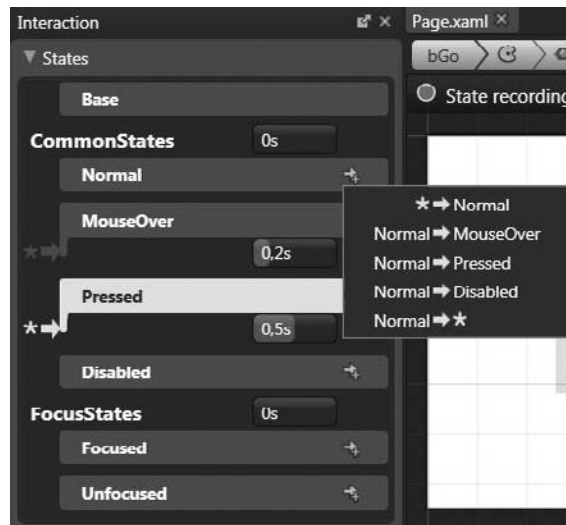 Interaction
Page.xaml
States
bGo
Base
State recording
CommonStates 0s
Normal
* Normal
MouseOver
Normal MouseOver
0,2s
Normal Pressed
Pressed
Normal Disabled
* 0,5s
Normal *
Disabled
FocusStates 0s
Focused
Unfocused